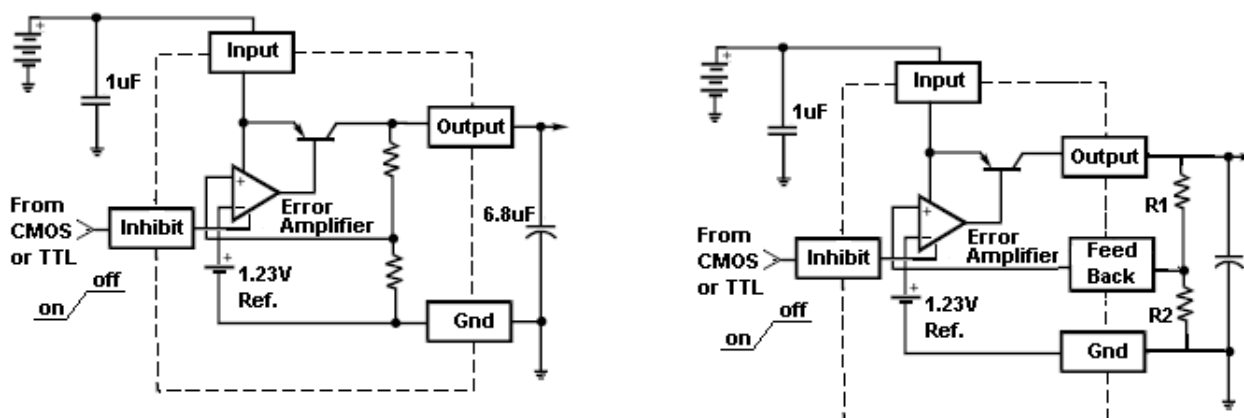 +
Input
1uF
Output
+
-
From
CMOS
or TTL
Inhibit
Error
Amplifier
6.8uF
+
1.23V
Ref.
on
off
Gnd
+
Input
1uF
Output
R1
+
-
From
CMOS
or TTL
Inhibit
Error
Amplifier
Feed
Back
+
1.23V
Ref.
R2
on
off
Gnd